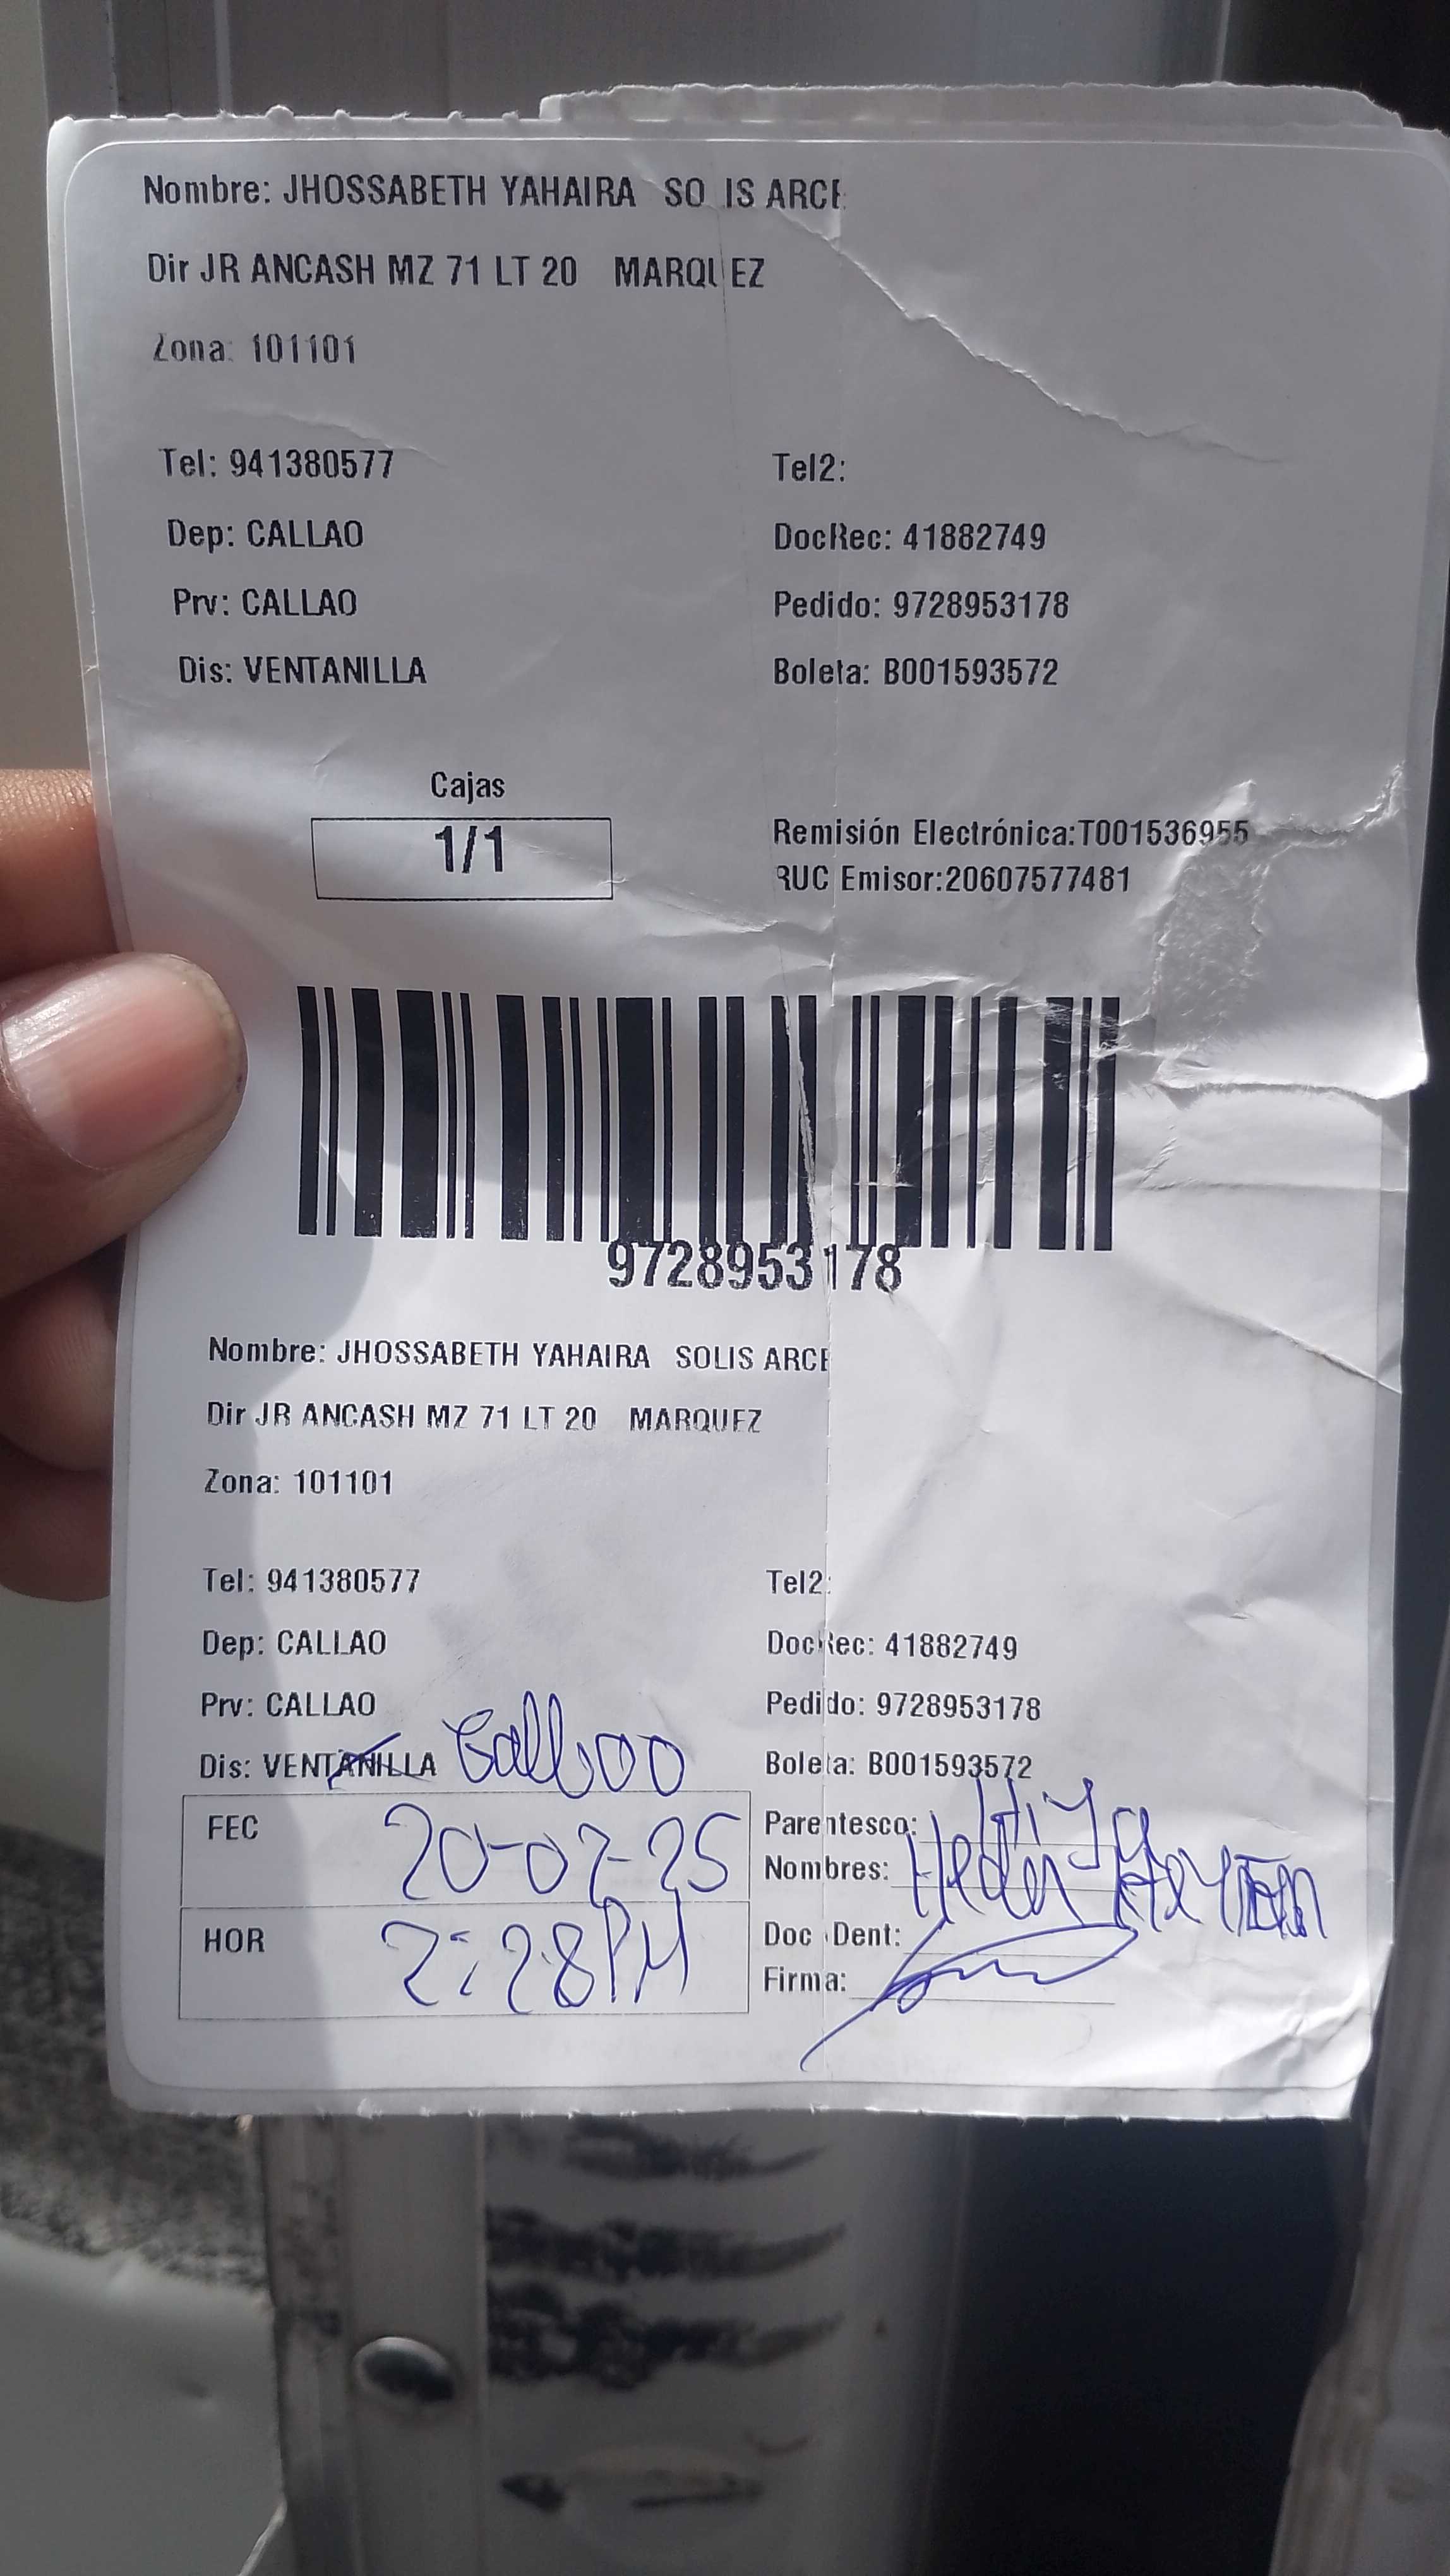 Nombre: JHOSSABETH YAHAIRA SO IS ARCE
Dir JR ANCASH MZ 71 LT 20 MARQUEZ
Zona: 101101
Tel: 941380577 Tel2:
Dep: CALLAO DocRec: 41882749
Prv: CALLAO Pedido: 9728953178
Dis: VENTANILLA Boleta: B001593572
Cajas
1/1
Remisión Electrónica:T001536955
RUC Emisor:20607577481
9728953178
Nombre: JHOSSABETH YAHAIRA SOLIS ARCE
Dir JR ANCASH MZ 71 LT 20 MARQUEZ
Zona: 101101
Tel: 941380577 Tel2:
Dep: CALLAO DocRec: 41882749
Prv: CALLAO Pedido: 9728953178
Dis: VENTANILLA Callao Boleta: B001593572
FEC 20-07-25
HOR 2:28PM
Parentesco:
Nombres:
Doc Dent:
Firma: